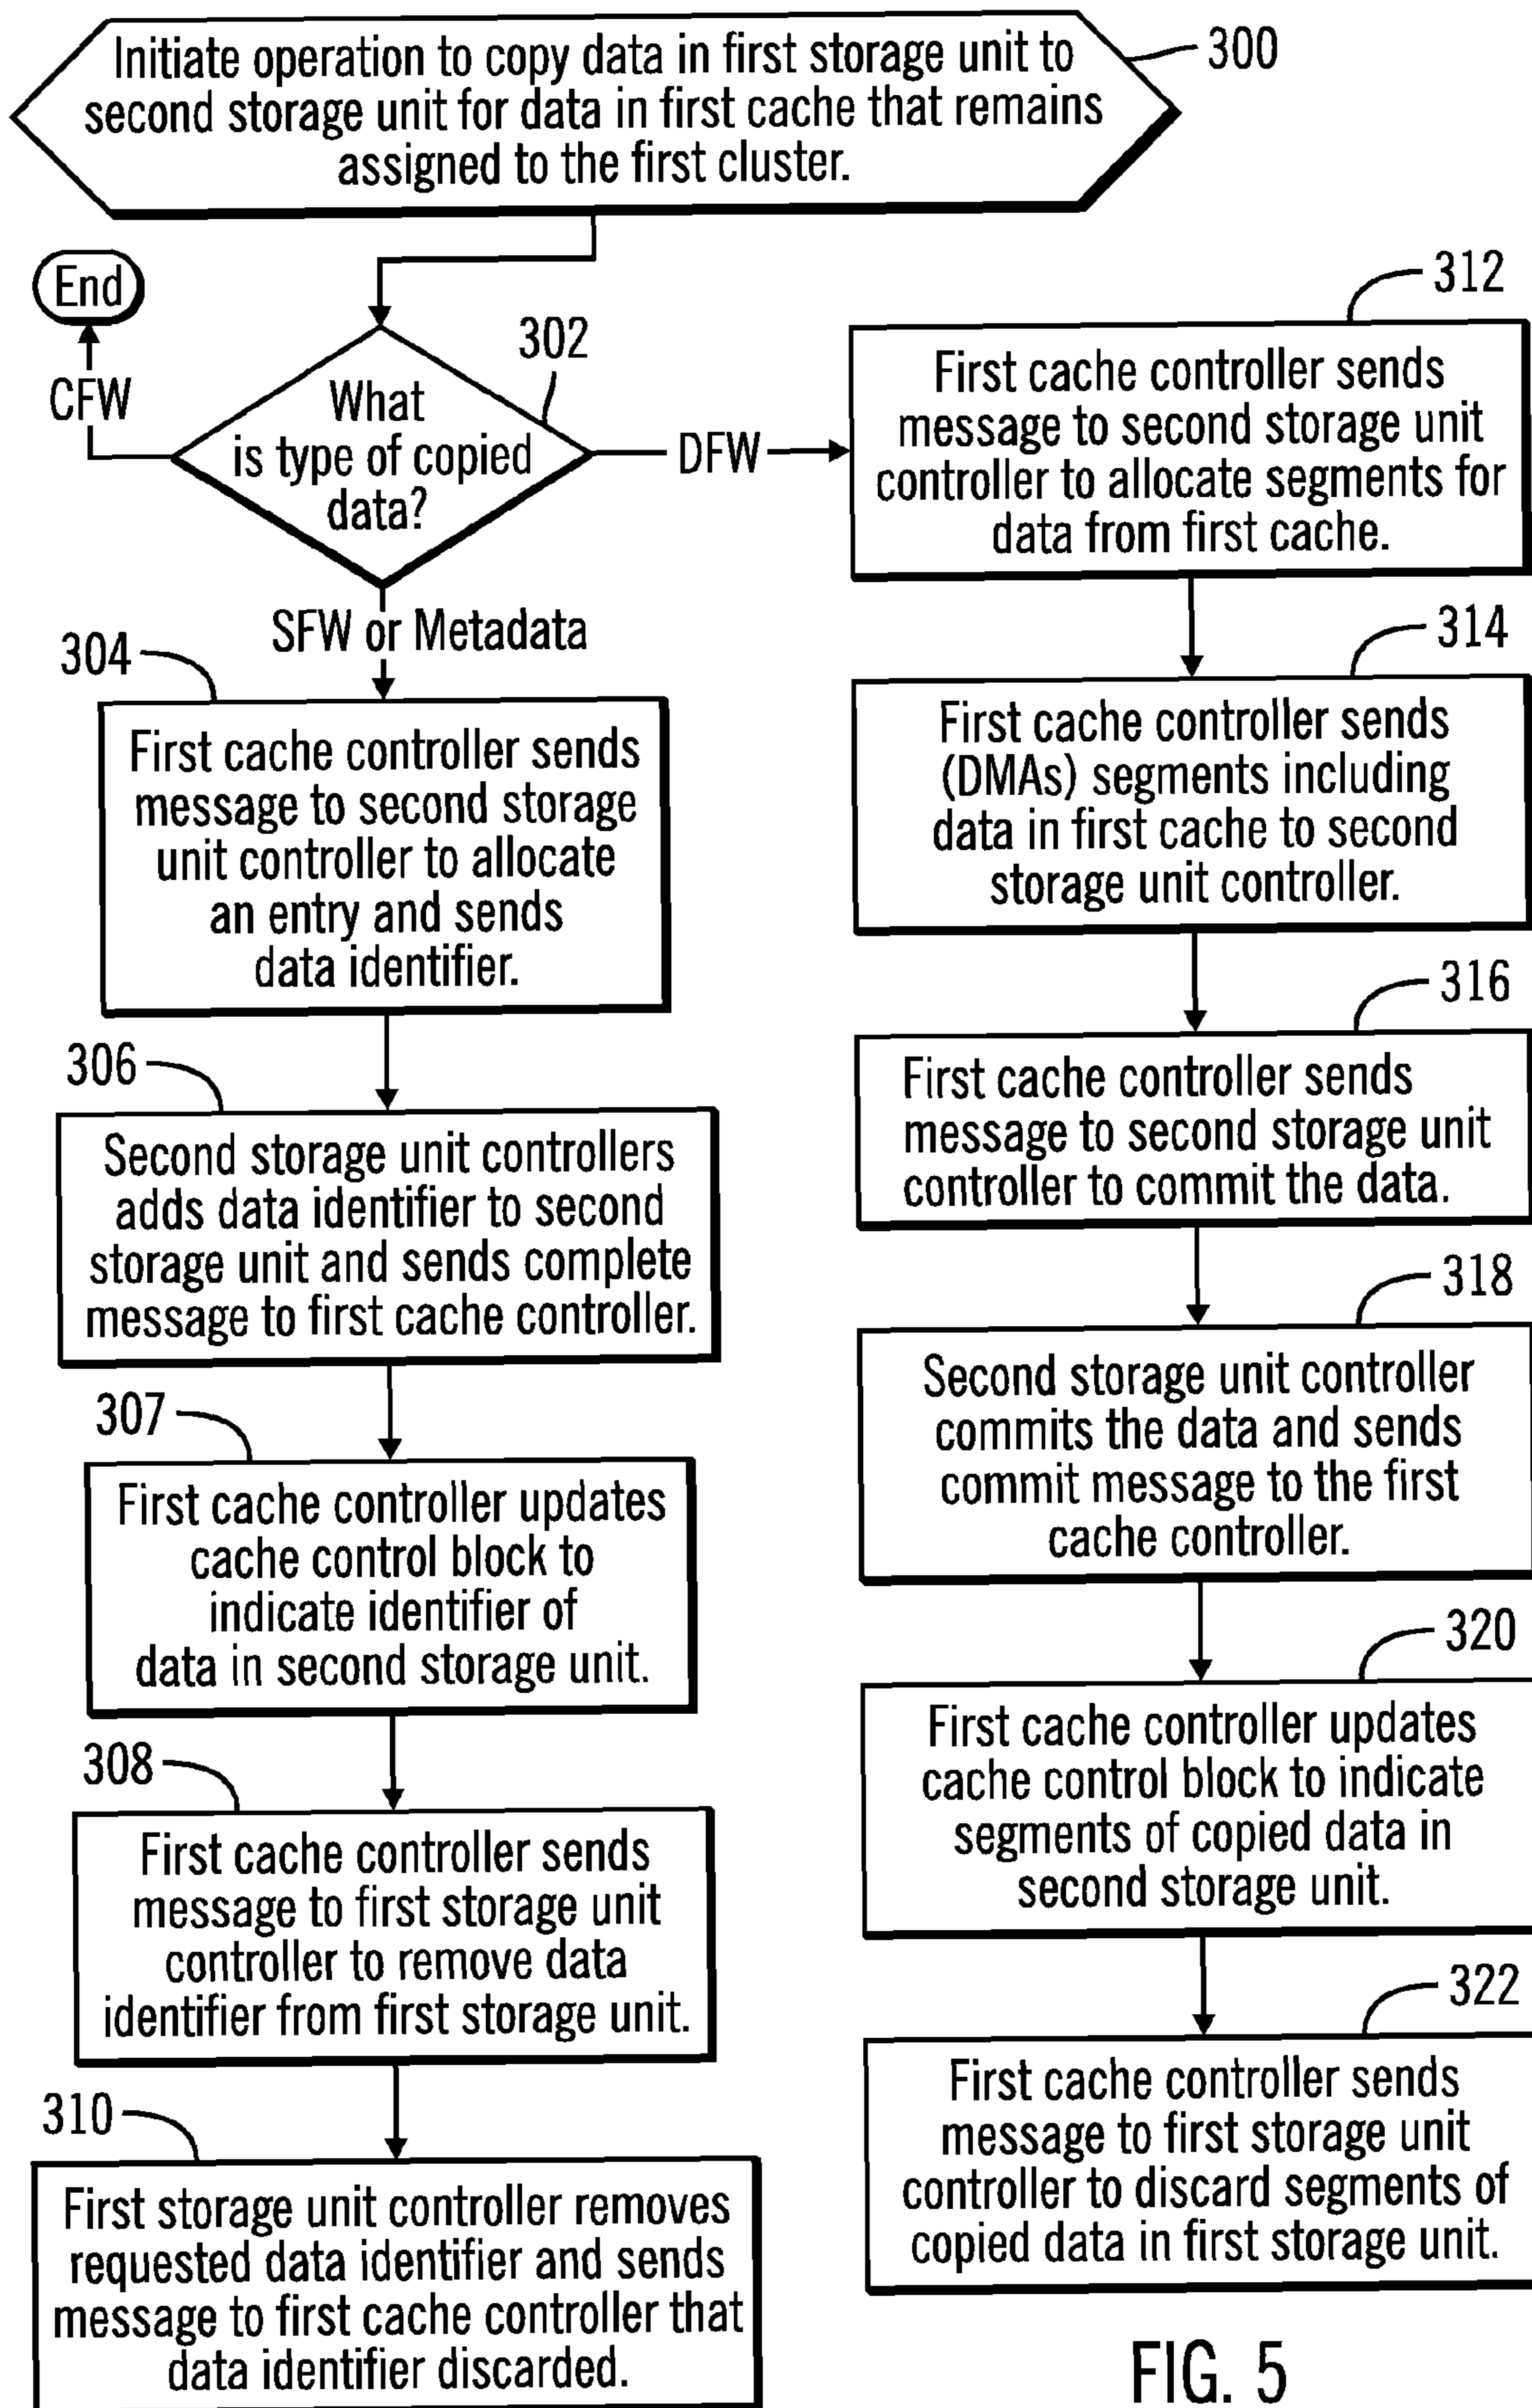 Initiate operation to copy data in first storage unit to
second storage unit for data in first cache that remains
assigned to the first cluster.
300
End
CFW
What
is type of copied
data?
302
DFW
SFW or Metadata
304
First cache controller sends
message to second storage
unit controller to allocate
an entry and sends
data identifier.
306
Second storage unit controllers
adds data identifier to second
storage unit and sends complete
message to first cache controller.
307
First cache controller updates
cache control block to
indicate identifier of
data in second storage unit.
308
First cache controller sends
message to first storage unit
controller to remove data
identifier from first storage unit.
310
First storage unit controller removes
requested data identifier and sends
message to first cache controller that
data identifier discarded.
312
First cache controller sends
message to second storage unit
controller to allocate segments for
data from first cache.
314
First cache controller sends
(DMAs) segments including
data in first cache to second
storage unit controller.
316
First cache controller sends
message to second storage unit
controller to commit the data.
318
Second storage unit controller
commits the data and sends
commit message to the first
cache controller.
320
First cache controller updates
cache control block to indicate
segments of copied data in
second storage unit.
322
First cache controller sends
message to first storage unit
controller to discard segments of
copied data in first storage unit.
FIG. 5